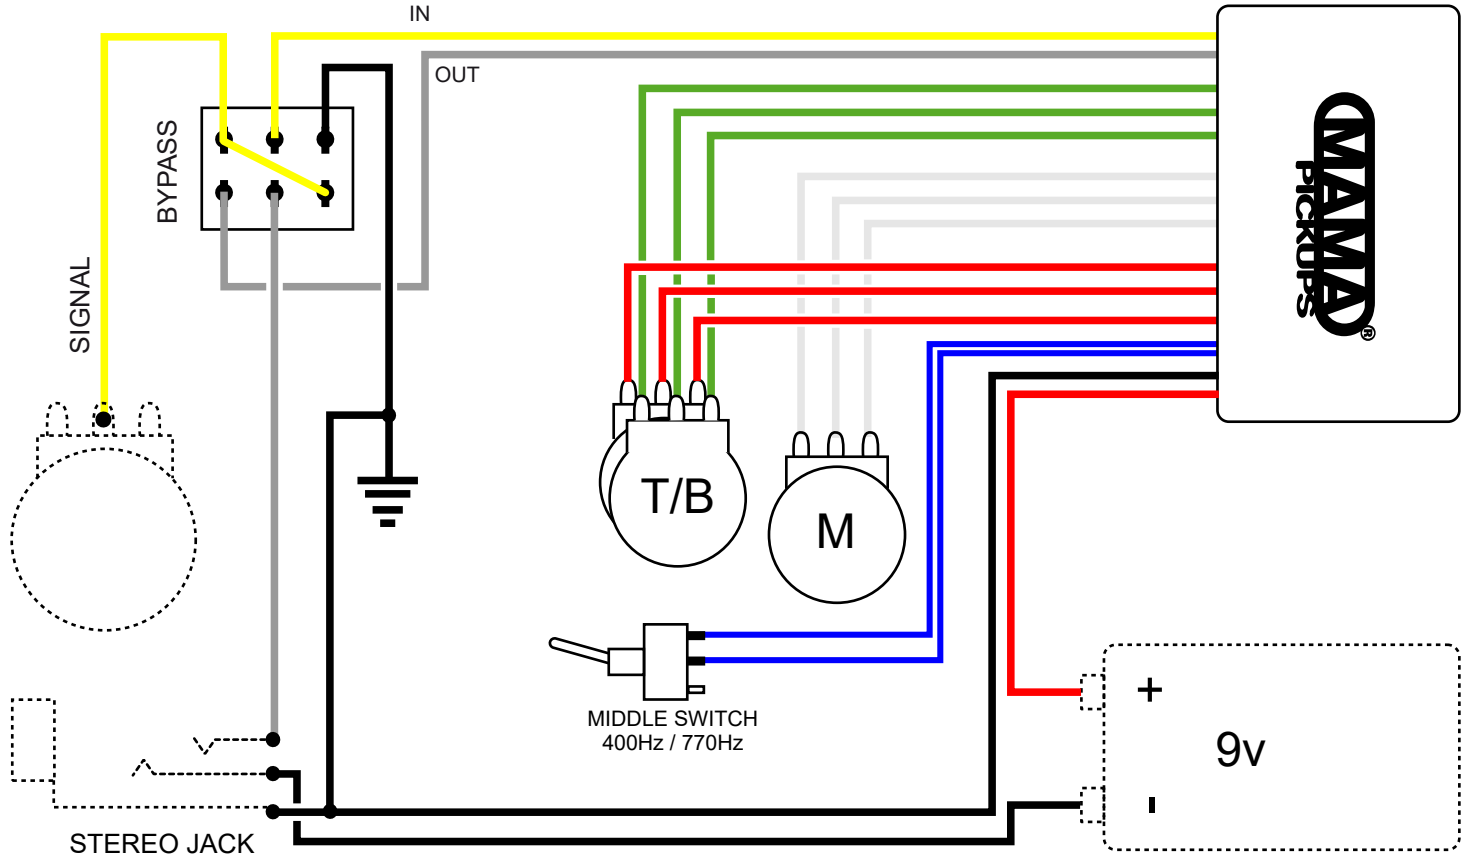 IN
OUT
BYPASS
SIGNAL
MAMA
PICKUPS
®
T/B
M
MIDDLE SWITCH
400Hz / 770Hz
+
9v
-
STEREO JACK